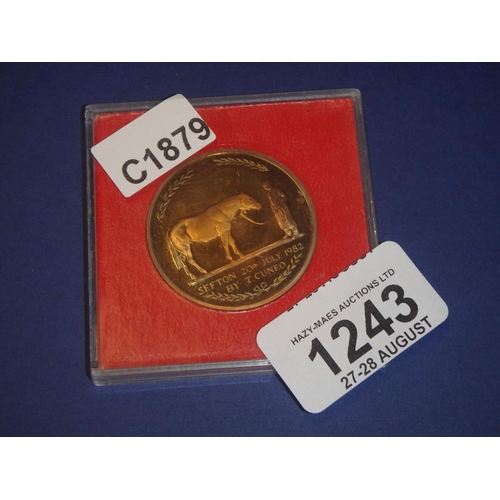 C1879
SEFTON 20TH JULY 1982
BY T. CUNEO
HAZY-MAES AUCTIONS LTD
1243
27-28 AUGUST